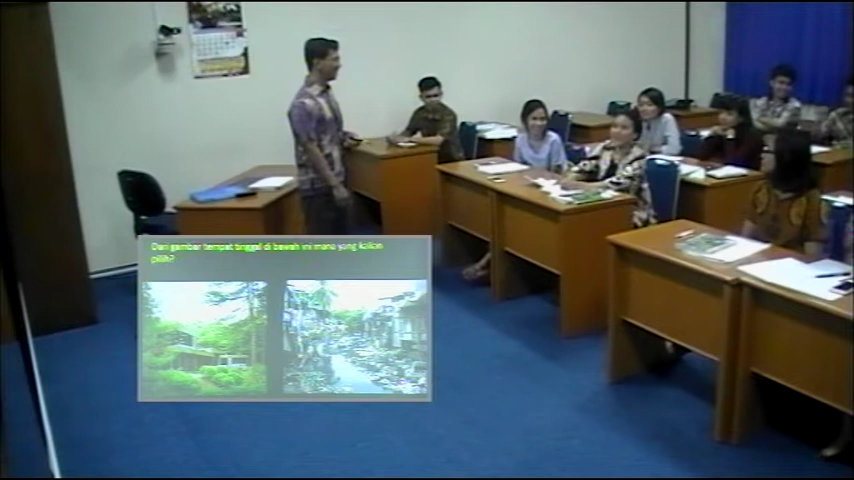 Dari gambar tempat tinggal di bawah ini mana yang kalian
pilih?